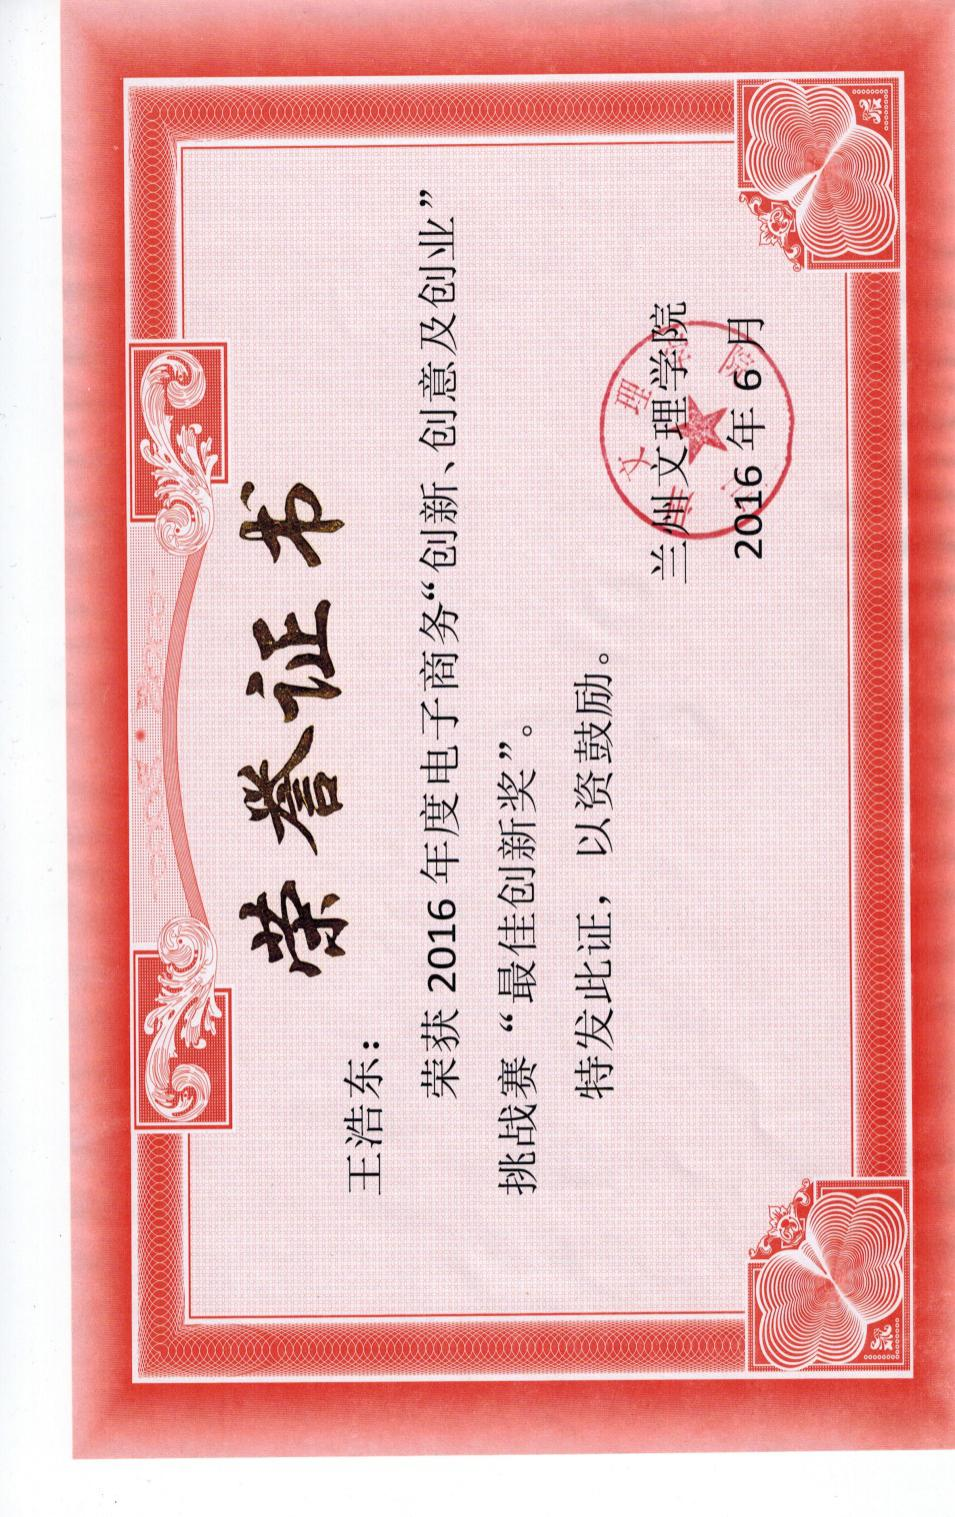 荣誉证书
王浩东：
荣获 2016 年度电子商务“创新、创意及创业”
挑战赛“最佳创新奖”。
特发此证，以资鼓励。
兰州文理学院
2016 年 6 月